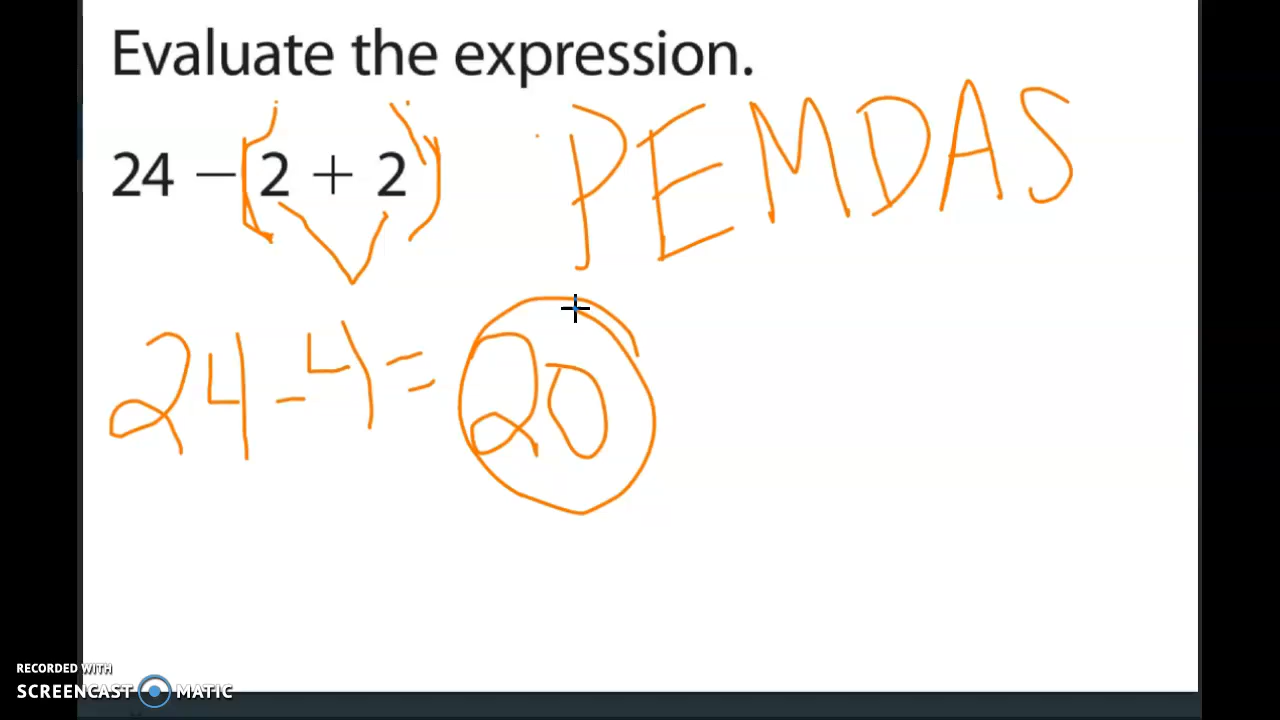 Evaluate the expression.
24 − (2 + 2)
PEMDAS
24 - 4 = 20
RECORDED WITH
SCREENCAST MATIC